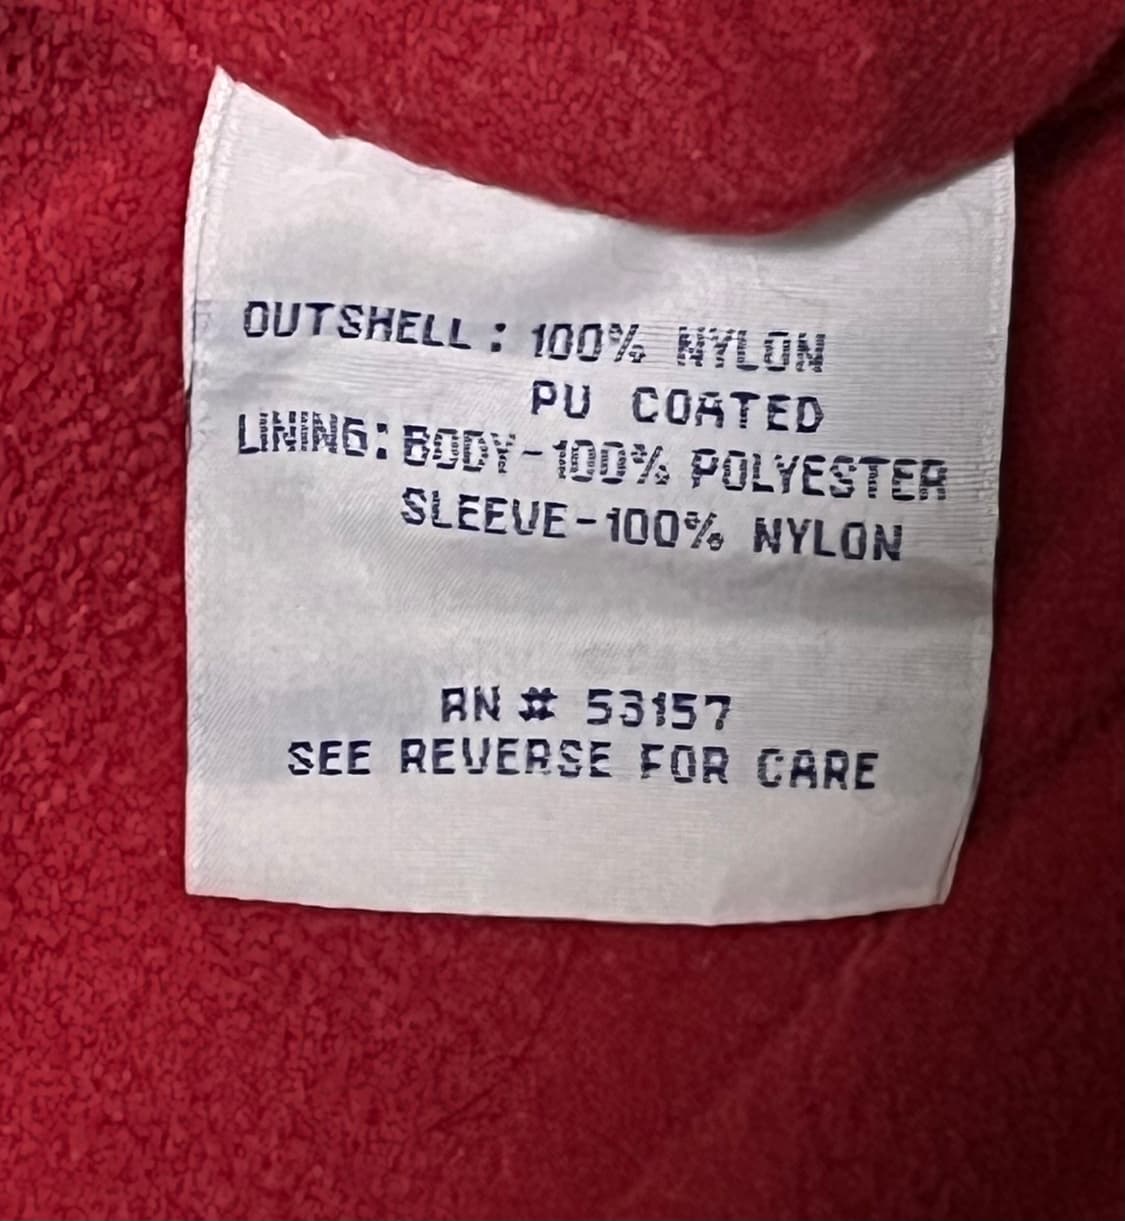 OUTSHELL: 100% NYLON
PU COATED
LINING: BODY-100% POLYESTER
SLEEVE-100% NYLON
RN # 53157
SEE REVERSE FOR CARE